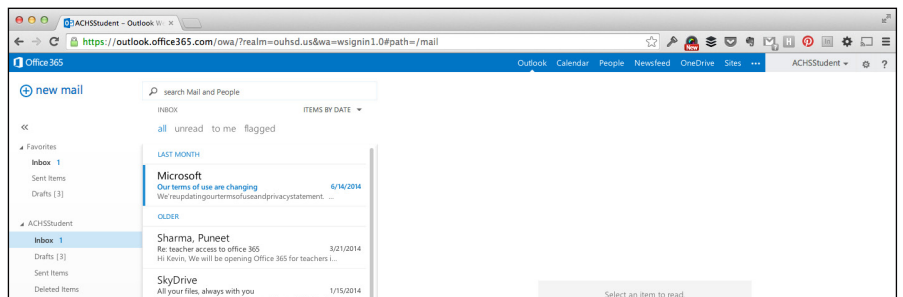 ACHSStudent – Outlook We
https://outlook.office365.com/owa/?realm=ouhsd.us&wa=wsignin1.0#path=/mail
New
Office 365
Outlook Calendar People Newsfeed OneDrive Sites ••• ACHSStudent ?
new mail
search Mail and People
INBOX ITEMS BY DATE
all unread to me flagged
«
Favorites
Inbox 1
Sent Items
Drafts [3]
ACHSStudent
Inbox 1
Drafts [3]
Sent Items
Deleted Items
LAST MONTH
Microsoft
Our terms of use are changing 6/14/2014
We'reupdatingourtermsofuseandprivacystatement. ...
OLDER
Sharma, Puneet
Re: teacher access to office 365 3/21/2014
Hi Kevin, We will be opening Office 365 for teachers i...
SkyDrive
All your files, always with you 1/15/2014
Select an item to read